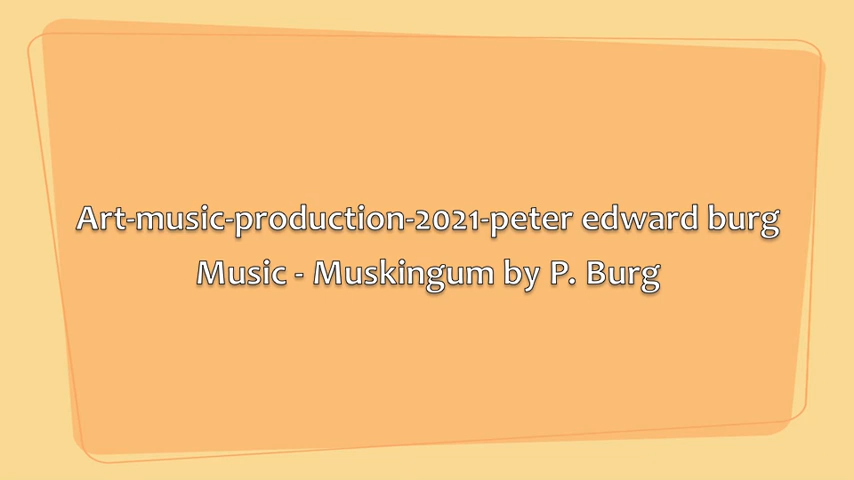 Art-music-production-2021-peter edward burg
Music - Muskingum by P. Burg